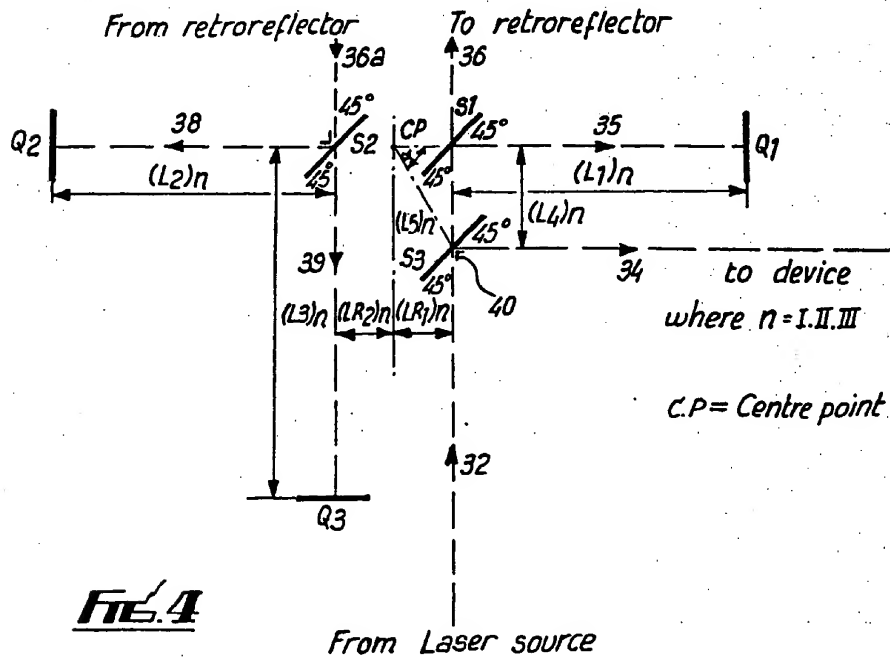 From retroreflector
To retroreflector
36a
36
45°
S1
45°
38
CP
35
Q2
S2
Q1
45°
45°
(L2)n
(L1)n
(L4)n
(L5)n
45°
39
S3
34
45°
40
to device
(L3)n
(LR2)n
(LR1)n
where n=I.II.III
C.P= Centre point
32
Q3
FIG.4
From Laser source